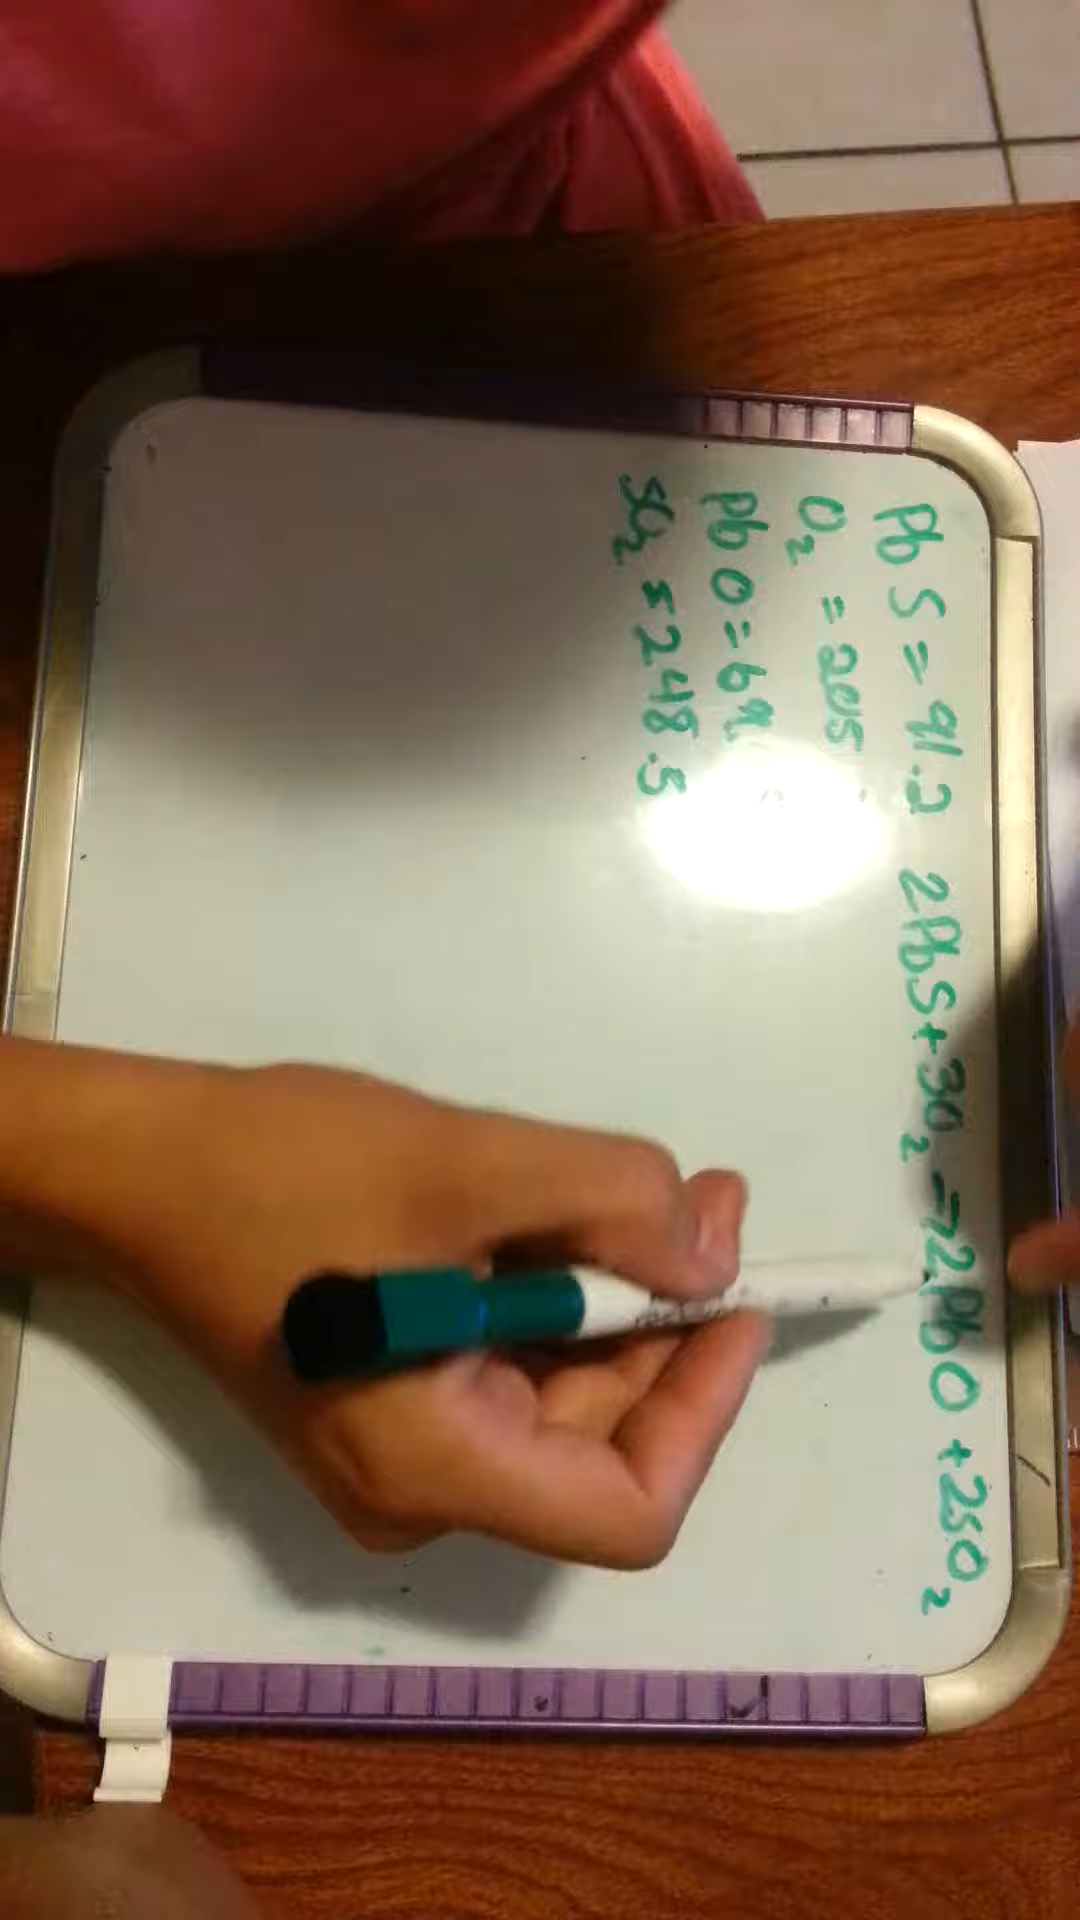 PbS = 91.2 2PbS+3O₂ → 2PbO + 2SO₂
O₂ = 205
PbO = 69
SO₂ = 248.5